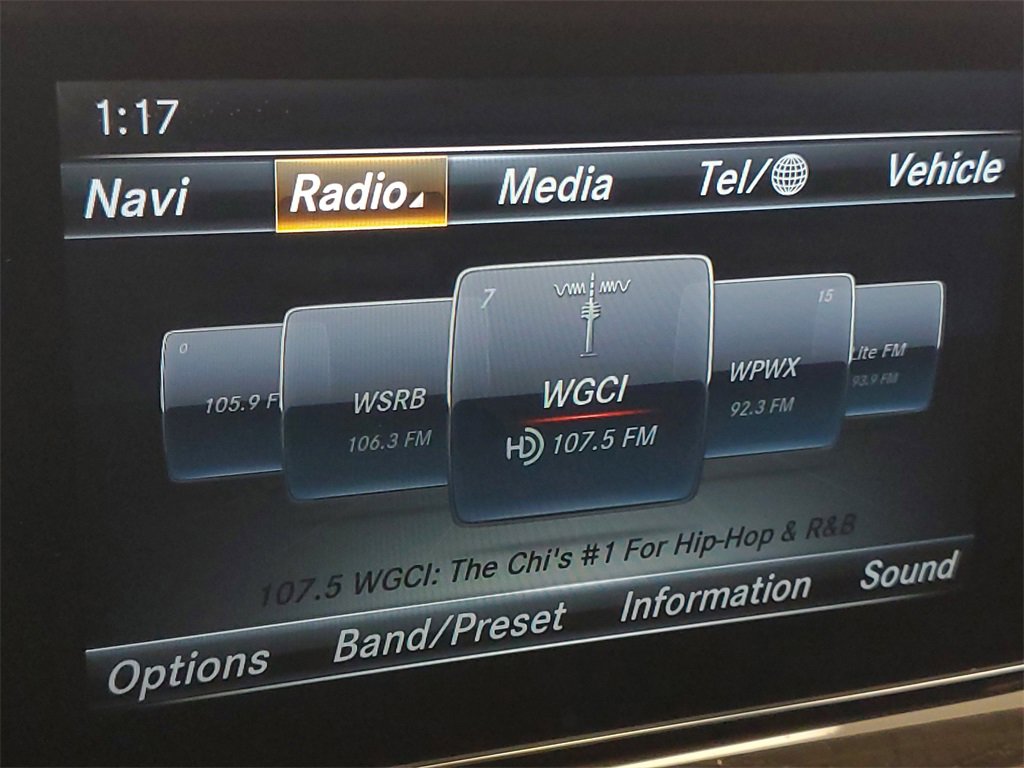 1:17
Navi Radio Media Tel/ Vehicle
0 7 15
105.9 F WSRB WGCI WPWX Lite FM
106.3 FM HD 107.5 FM 92.3 FM 93.9 FM
107.5 WGCI: The Chi's #1 For Hip-Hop & R&B
Options Band/Preset Information Sound